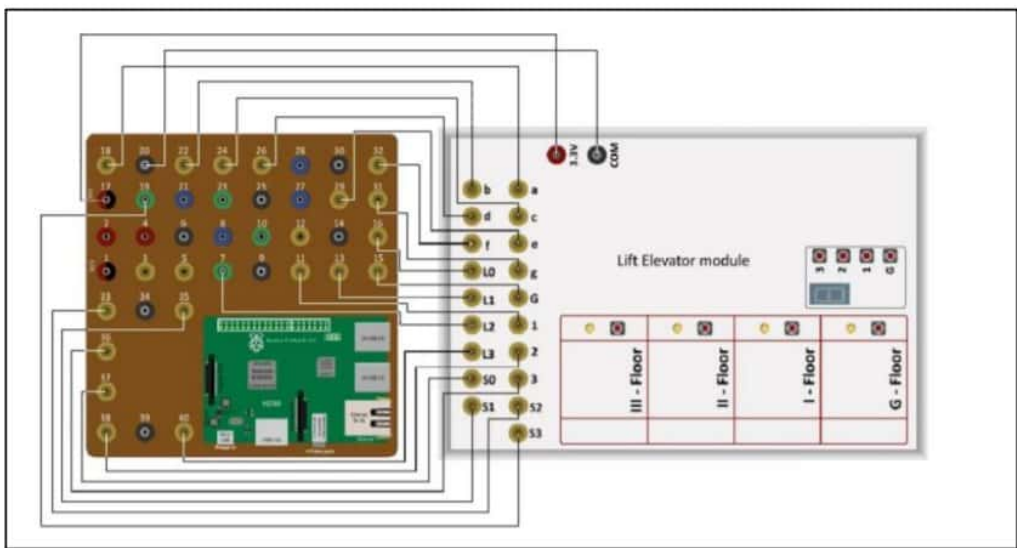 18 20 22 24 26 28 30 32
17 19 21 23 25 27 29 31
2 4 6 8 10 12 14 16
1 3 5 7 9 11 13 15
33 34 35
36
37
38 39 40
3.3V COM
b a
d c
f e
L0 g
L1 G
L2 1
L3 2
S0 3
S1 S2
S3
Lift Elevator module
3 2 1 G
III - Floor
II - Floor
I - Floor
G - Floor